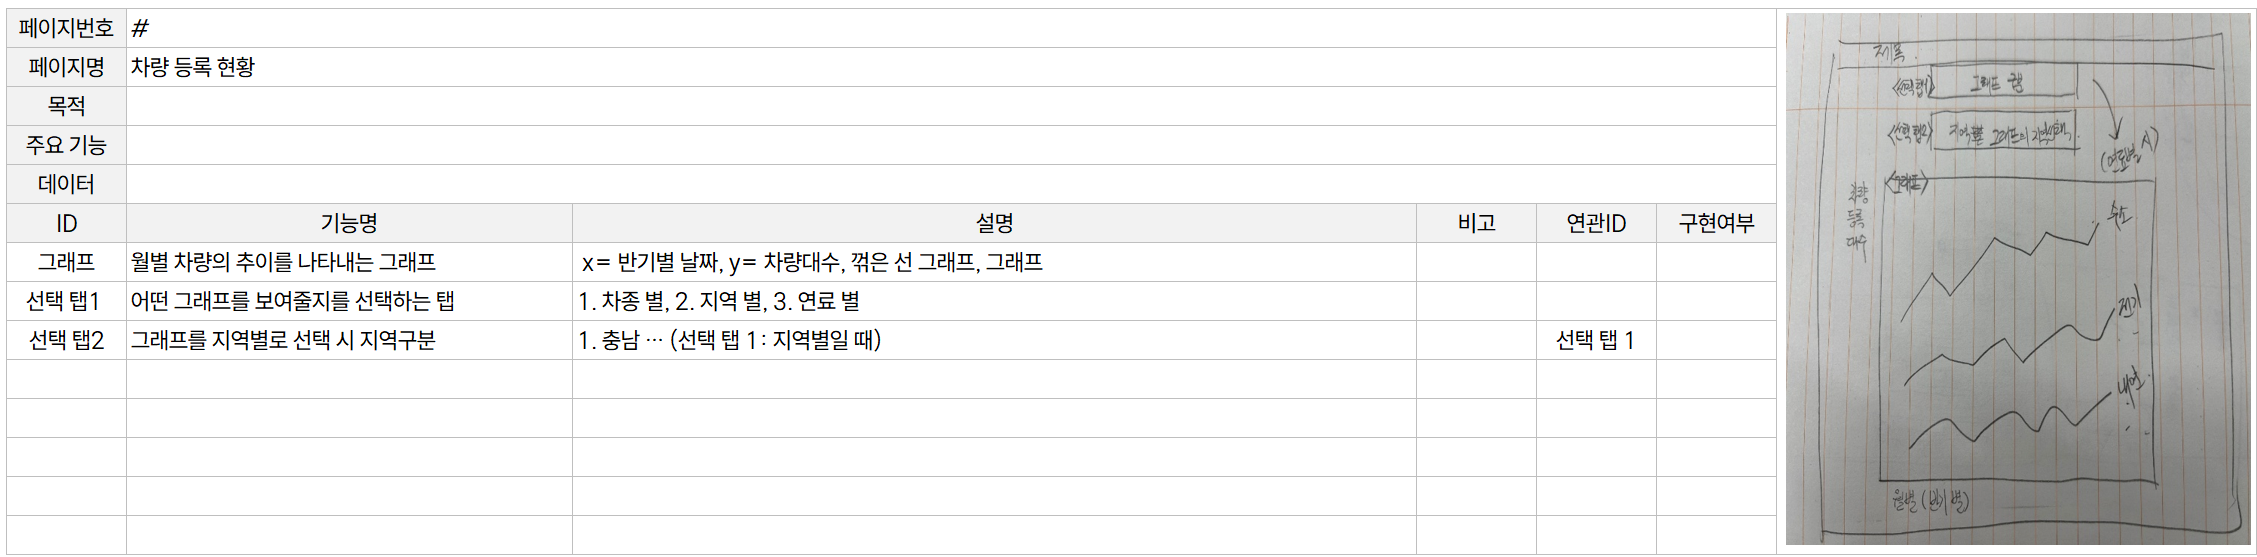 페이지번호 #
페이지명 차량 등록 현황
목적
주요 기능
데이터
ID 기능명 설명 비고 연관ID 구현여부
그래프 월별 차량의 추이를 나타내는 그래프 x= 반기별 날짜, y= 차량대수, 꺾은 선 그래프, 그래프
선택 탭1 어떤 그래프를 보여줄지를 선택하는 탭 1. 차종 별, 2. 지역 별, 3. 연료 별
선택 탭2 그래프를 지역별로 선택 시 지역구분 1. 충남 … (선택 탭 1: 지역별일 때) 선택 탭 1
제목.
<선택 탭1> 그래프
<선택 탭2> 그래프의 지역선택.
(연료별 시)
<그래프>
차량
등록
대수
수소
전기
내연.
월별 (반기 별)